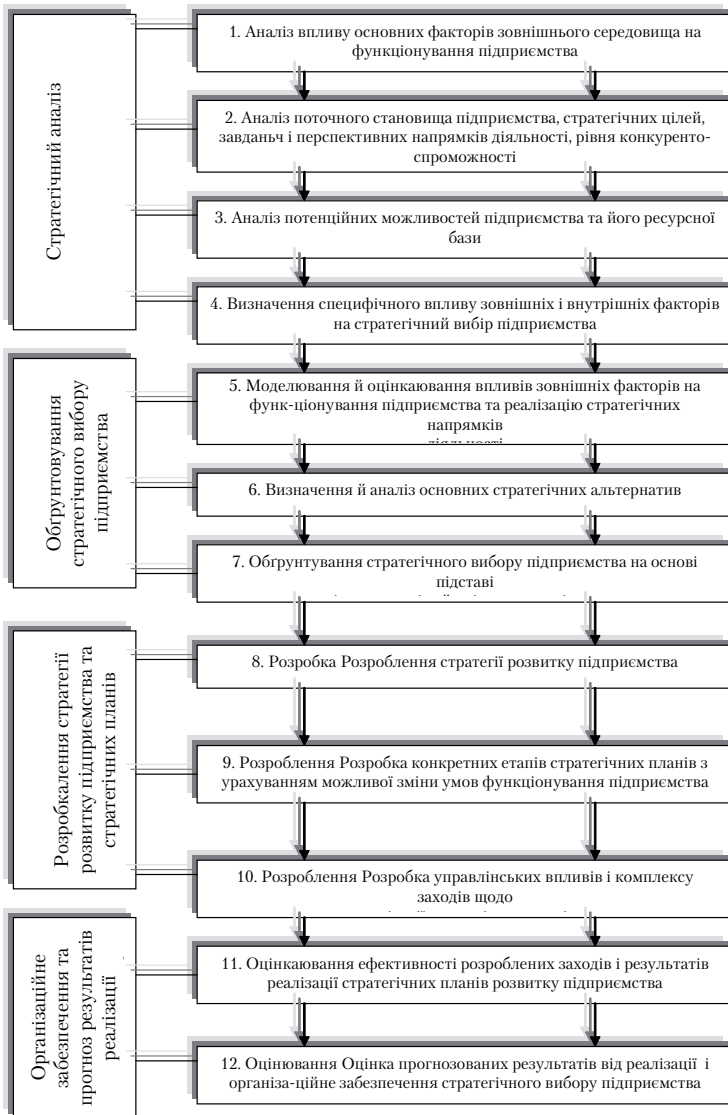 Стратегічний аналіз
1. Аналіз впливу основних факторів зовнішнього середовища на
функціонування підприємства
2. Аналіз поточного становища підприємства, стратегічних цілей,
завданьч і перспективних напрямків діяльності, рівня конкуренто-
спроможності
3. Аналіз потенційних можливостей підприємства та його ресурсної
бази
4. Визначення специфічного впливу зовнішніх і внутрішніх факторів
на стратегічний вибір підприємства
Обґрунтовування
стратегічного вибору
підприємства
5. Моделювання й оцінкаювання впливів зовнішніх факторів на
функ-ціонування підприємства та реалізацію стратегічних
напрямків
діяльності
6. Визначення й аналіз основних стратегічних альтернатив
7. Обґрунтування стратегічного вибору підприємства на основі
підставі
Розробкалення стратегії
розвитку підприємства та
стратегічних планів
8. Розробка Розроблення стратегії розвитку підприємства
9. Розроблення Розробка конкретних етапів стратегічних планів з
урахуванням можливої зміни умов функціонування підприємства
10. Розроблення Розробка управлінських впливів і комплексу
заходів щодо
Організаційне
забезпечення та
прогноз результатів
реалізації
11. Оцінкаювання ефективності розроблених заходів і результатів
реалізації стратегічних планів розвитку підприємства
12. Оцінювання Оцінка прогнозованих результатів від реалізації і
організа-ційне забезпечення стратегічного вибору підприємства